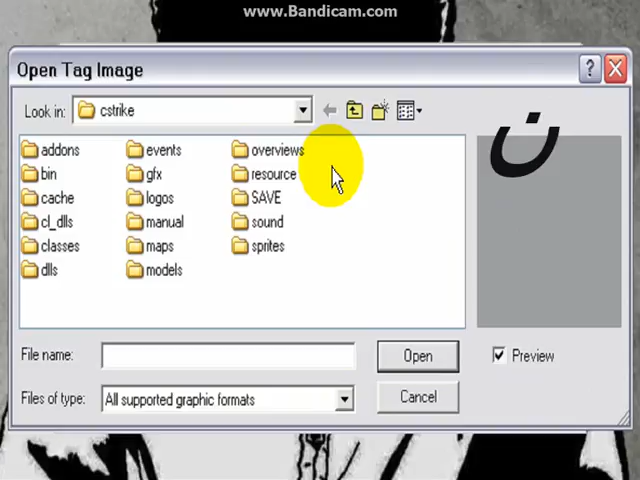 www.Bandicam.com
Open Tag Image
Look in: cstrike
addons events overviews
bin gfx resource
cache logos SAVE
cl_dlls manual sound
classes maps sprites
dlls models
ن
File name: Open Preview
Files of type: All supported graphic formats Cancel